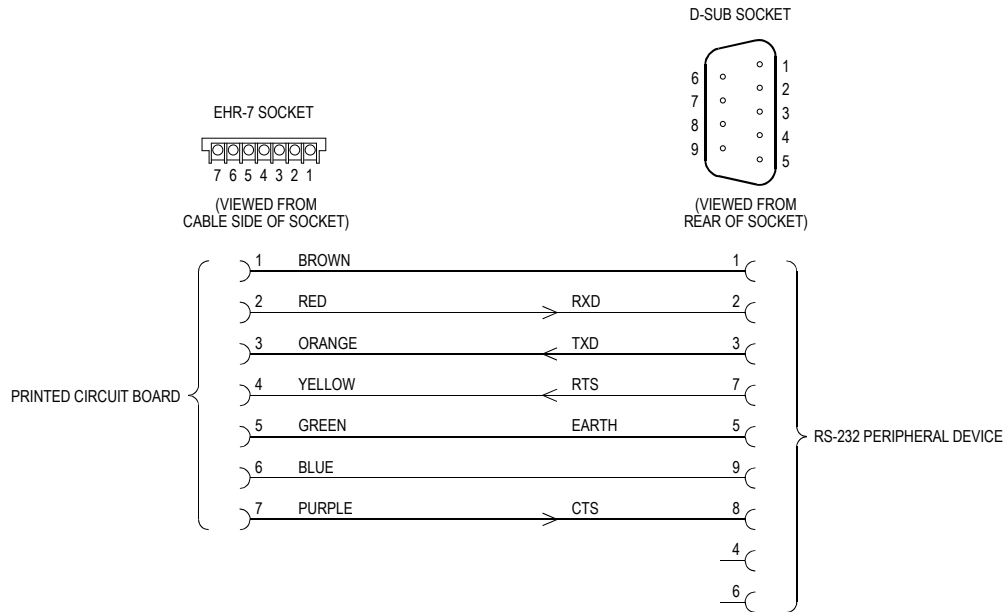 D-SUB SOCKET
1
6
2
7
3
8
4
9
5
EHR-7 SOCKET
7 6 5 4 3 2 1
(VIEWED FROM
CABLE SIDE OF SOCKET)
(VIEWED FROM
REAR OF SOCKET)
1 BROWN 1
2 RED RXD 2
3 ORANGE TXD 3
4 YELLOW RTS 7
PRINTED CIRCUIT BOARD
5 GREEN EARTH 5
RS-232 PERIPHERAL DEVICE
6 BLUE 9
7 PURPLE CTS 8
4
6